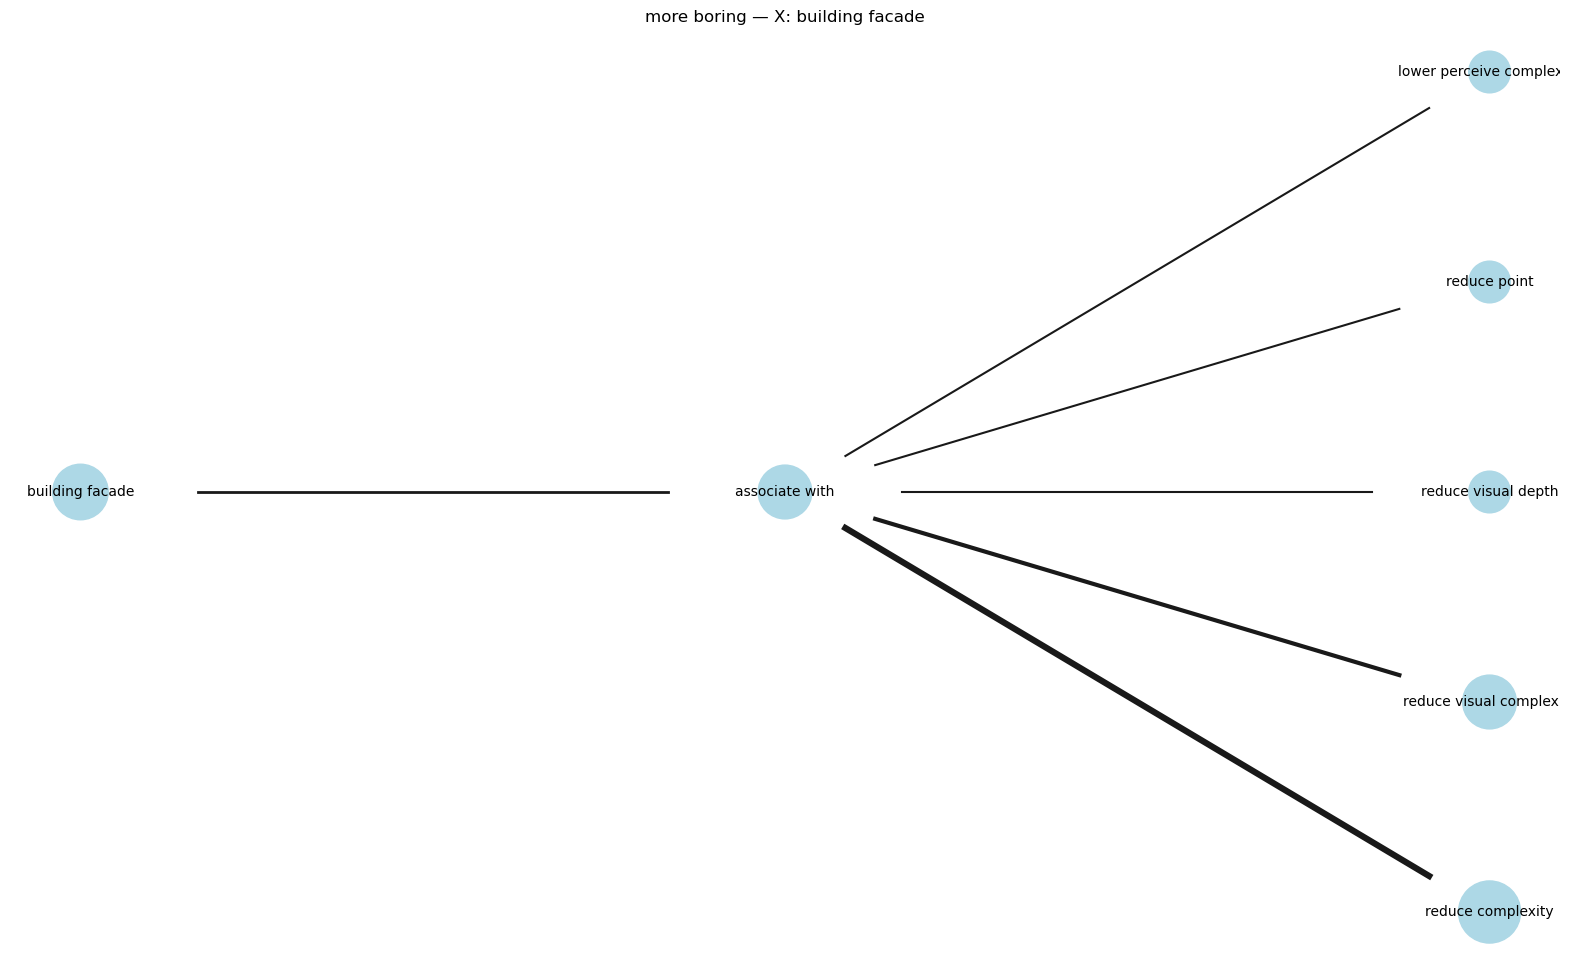 more boring — X: building facade
lower perceive complex
reduce point
building facade
associate with
reduce visual depth
reduce visual complex
reduce complexity